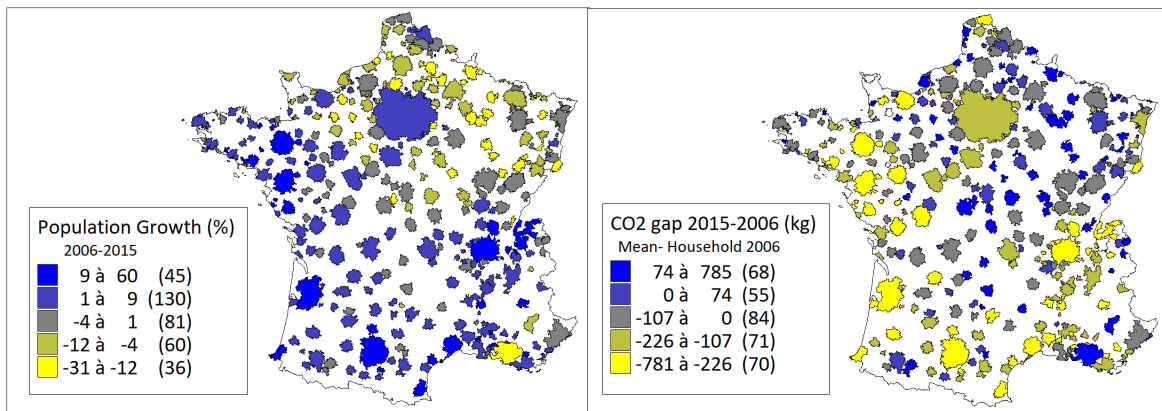 Population Growth (%)
2006-2015
9 à 60 (45)
1 à 9 (130)
-4 à 1 (81)
-12 à -4 (60)
-31 à -12 (36)
CO2 gap 2015-2006 (kg)
Mean- Household 2006
74 à 785 (68)
0 à 74 (55)
-107 à 0 (84)
-226 à -107 (71)
-781 à -226 (70)